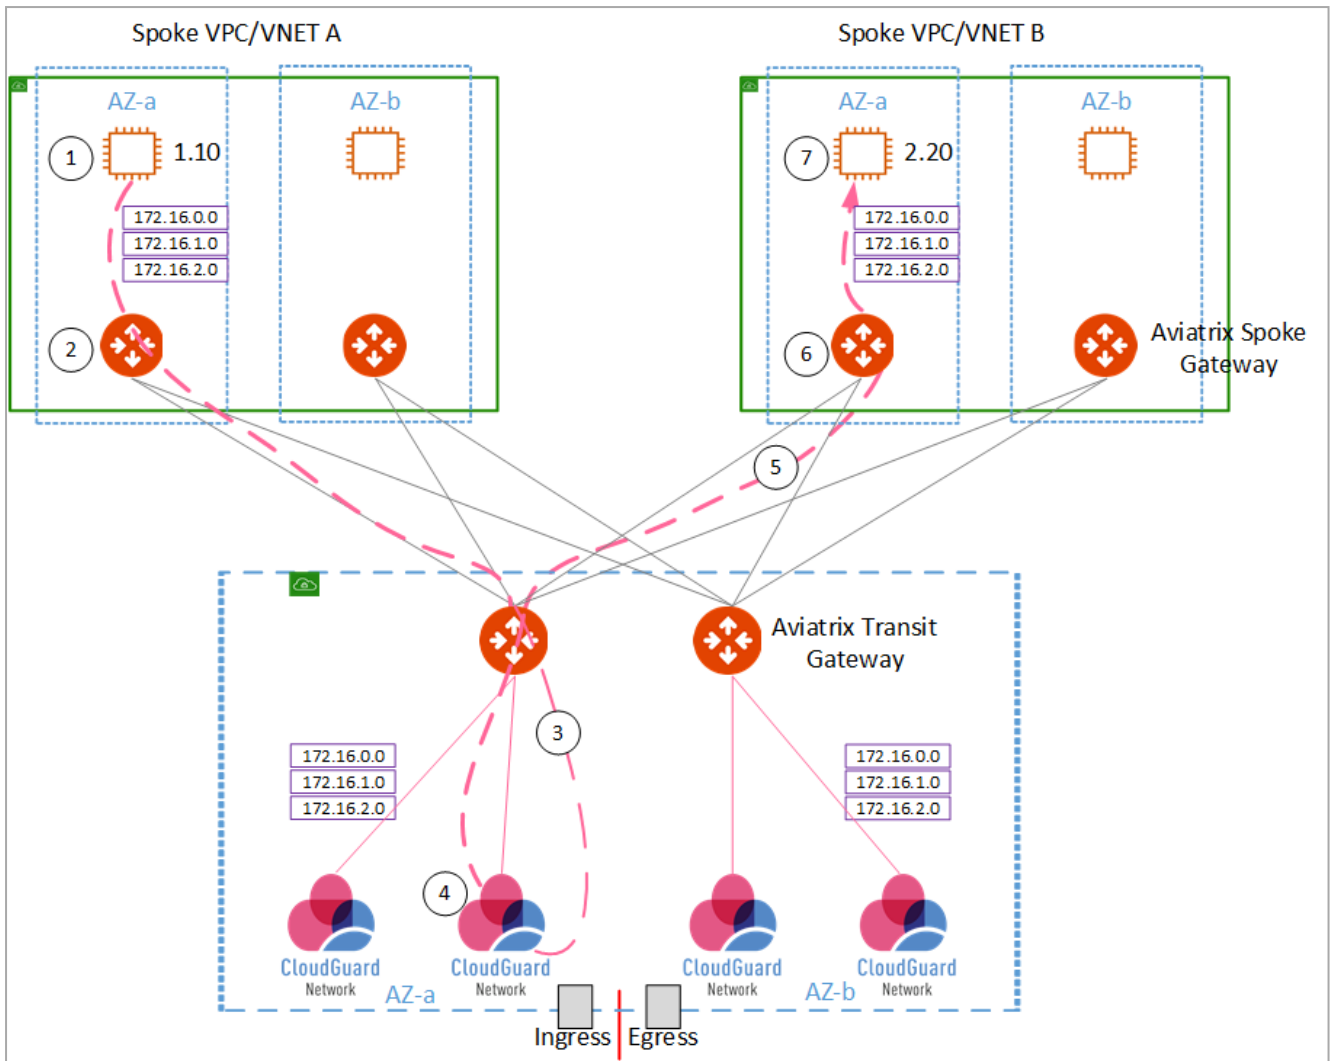 Spoke VPC/VNET A
Spoke VPC/VNET B
AZ-a
AZ-b
AZ-a
AZ-b
1
1.10
7
2.20
172.16.0.0
172.16.1.0
172.16.2.0
172.16.0.0
172.16.1.0
172.16.2.0
2
6
Aviatrix Spoke
Gateway
5
Aviatrix Transit
Gateway
3
172.16.0.0
172.16.1.0
172.16.2.0
172.16.0.0
172.16.1.0
172.16.2.0
4
CloudGuard
Network
CloudGuard
Network
CloudGuard
Network
CloudGuard
Network
AZ-a
AZ-b
Ingress
Egress